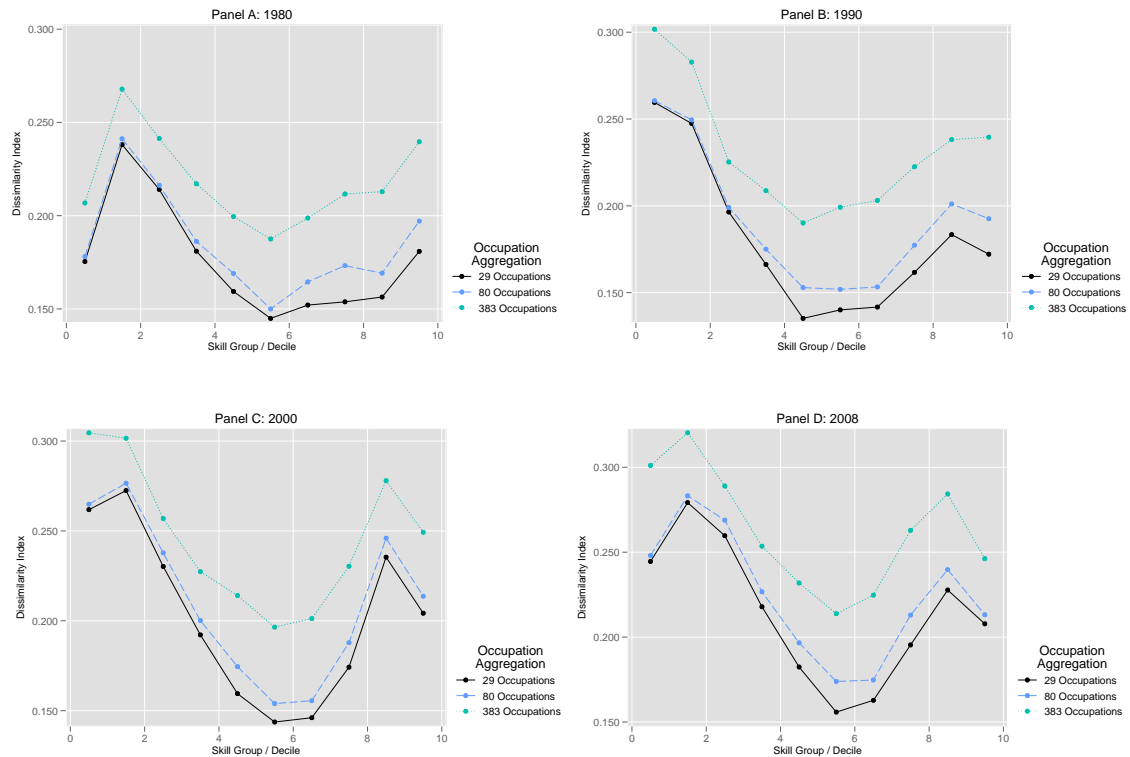 Panel A: 1980
0.300
0.250
0.200
0.150
Dissimilarity Index
0
2
4
6
8
10
Skill Group / Decile
Occupation
Aggregation
29 Occupations
80 Occupations
383 Occupations
Panel B: 1990
0.300
0.250
0.200
0.150
Dissimilarity Index
0
2
4
6
8
10
Skill Group / Decile
Occupation
Aggregation
29 Occupations
80 Occupations
383 Occupations
Panel C: 2000
0.300
0.250
0.200
0.150
Dissimilarity Index
0
2
4
6
8
10
Skill Group / Decile
Occupation
Aggregation
29 Occupations
80 Occupations
383 Occupations
Panel D: 2008
0.300
0.250
0.200
0.150
Dissimilarity Index
0
2
4
6
8
10
Skill Group / Decile
Occupation
Aggregation
29 Occupations
80 Occupations
383 Occupations